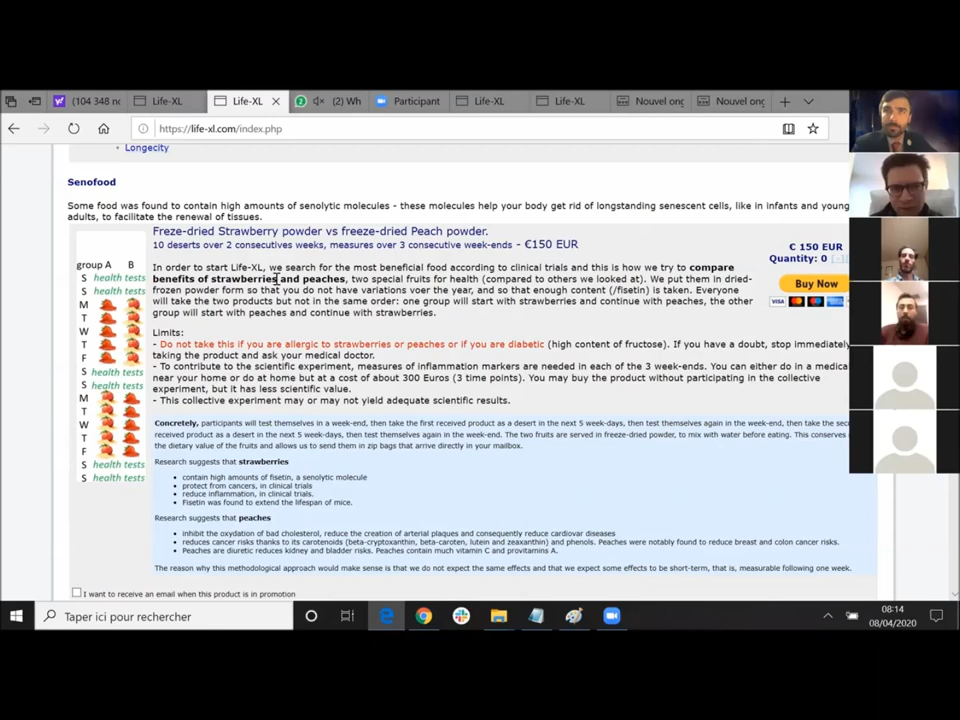 (104 348 no
Life-XL
Life-XL
(2) Wh
Participant
Life-XL
Life-XL
Nouvel ong
Nouvel ong
https://life-xl.com/index.php
• Longecity
Senofood
Some food was found to contain high amounts of senolytic molecules - these molecules help your body get rid of longstanding senescent cells, like in infants and young
adults, to facilitate the renewal of tissues.
Freze-dried Strawberry powder vs freeze-dried Peach powder.
10 deserts over 2 consecutives weeks, measures over 3 consecutive week-ends - €150 EUR
€ 150 EUR
Quantity: 0 [-]
Buy Now
VISA
group A B
S health tests
S health tests
M
T
W
T
F
S health tests
S health tests
M
T
W
T
F
S health tests
S health tests
In order to start Life-XL, we search for the most beneficial food according to clinical trials and this is how we try to compare
benefits of strawberries and peaches, two special fruits for health (compared to others we looked at). We put them in dried-
frozen powder form so that you do not have variations voer the year, and so that enough content (/fisetin) is taken. Everyone
will take the two products but not in the same order: one group will start with strawberries and continue with peaches, the other
group will start with peaches and continue with strawberries.
Limits:
- Do not take this if you are allergic to strawberries or peaches or if you are diabetic (high content of fructose). If you have a doubt, stop immediately
taking the product and ask your medical doctor.
- To contribute to the scientific experiment, measures of inflammation markers are needed in each of the 3 week-ends. You can either do in a medica
near your home or do at home but at a cost of about 300 Euros (3 time points). You may buy the product without participating in the collective
experiment, but it has less scientific value.
- This collective experiment may or may not yield adequate scientific results.
Concretely, participants will test themselves in a week-end, then take the first received product as a desert in the next 5 week-days, then test themselves again in the week-end, then take the sec
received product as a desert in the next 5 week-days, then test themselves again in the week-end. The two fruits are served in freeze-dried powder, to mix with water before eating. This conserves
the dietary value of the fruits and allows us to send them in zip bags that arrive directly in your mailbox.
Research suggests that strawberries
• contain high amounts of fisetin, a senolytic molecule
• protect from cancers, in clinical trials
• reduce inflammation, in clinical trials.
• Fisetin was found to extend the lifespan of mice.
Research suggests that peaches
• inhibit the oxydation of bad cholesterol, reduce the creation of arterial plaques and consequently reduce cardiover disease
• reduces cancer risks thanks to its carotenoids (beta-cryptoxanthin, beta-caroten, lutein and zeaxanthin) and phenols. Peaches were notably found to reduce breast and colon cancer risks.
• Peaches are diuretic reduces kidney and bladder risks. Peaches contain much vitamin C and provitamins A.
The reason why this methodological approach would make sense is that we do not expect the same effects and that we expect some effects to be short-term, that is, measurable following one week.
I want to receive an email when this product is in promotion
Taper ici pour rechercher
08:14
08/04/2020